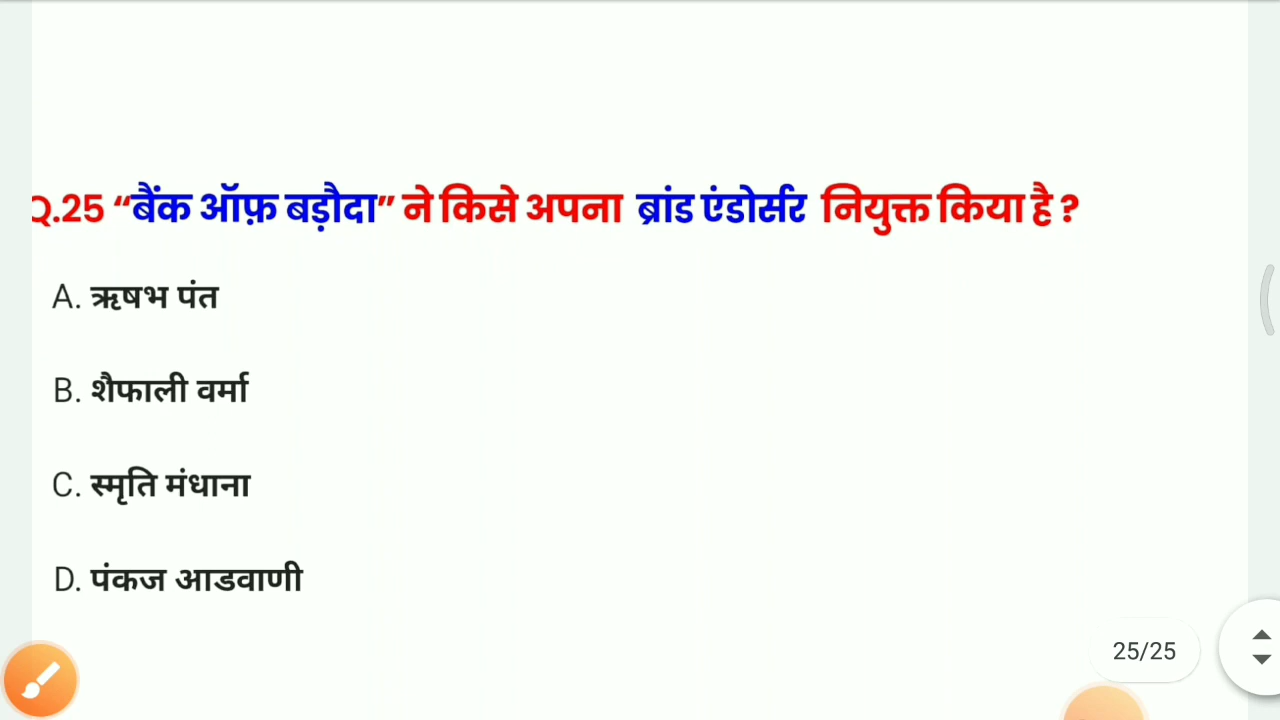 Q.25 “बैंक ऑफ़ बड़ौदा” ने किसे अपना ब्रांड एंडोर्सर नियुक्त किया है ?
A. ऋषभ पंत
B. शैफाली वर्मा
C. स्मृति मंधाना
D. पंकज आडवाणी
25/25